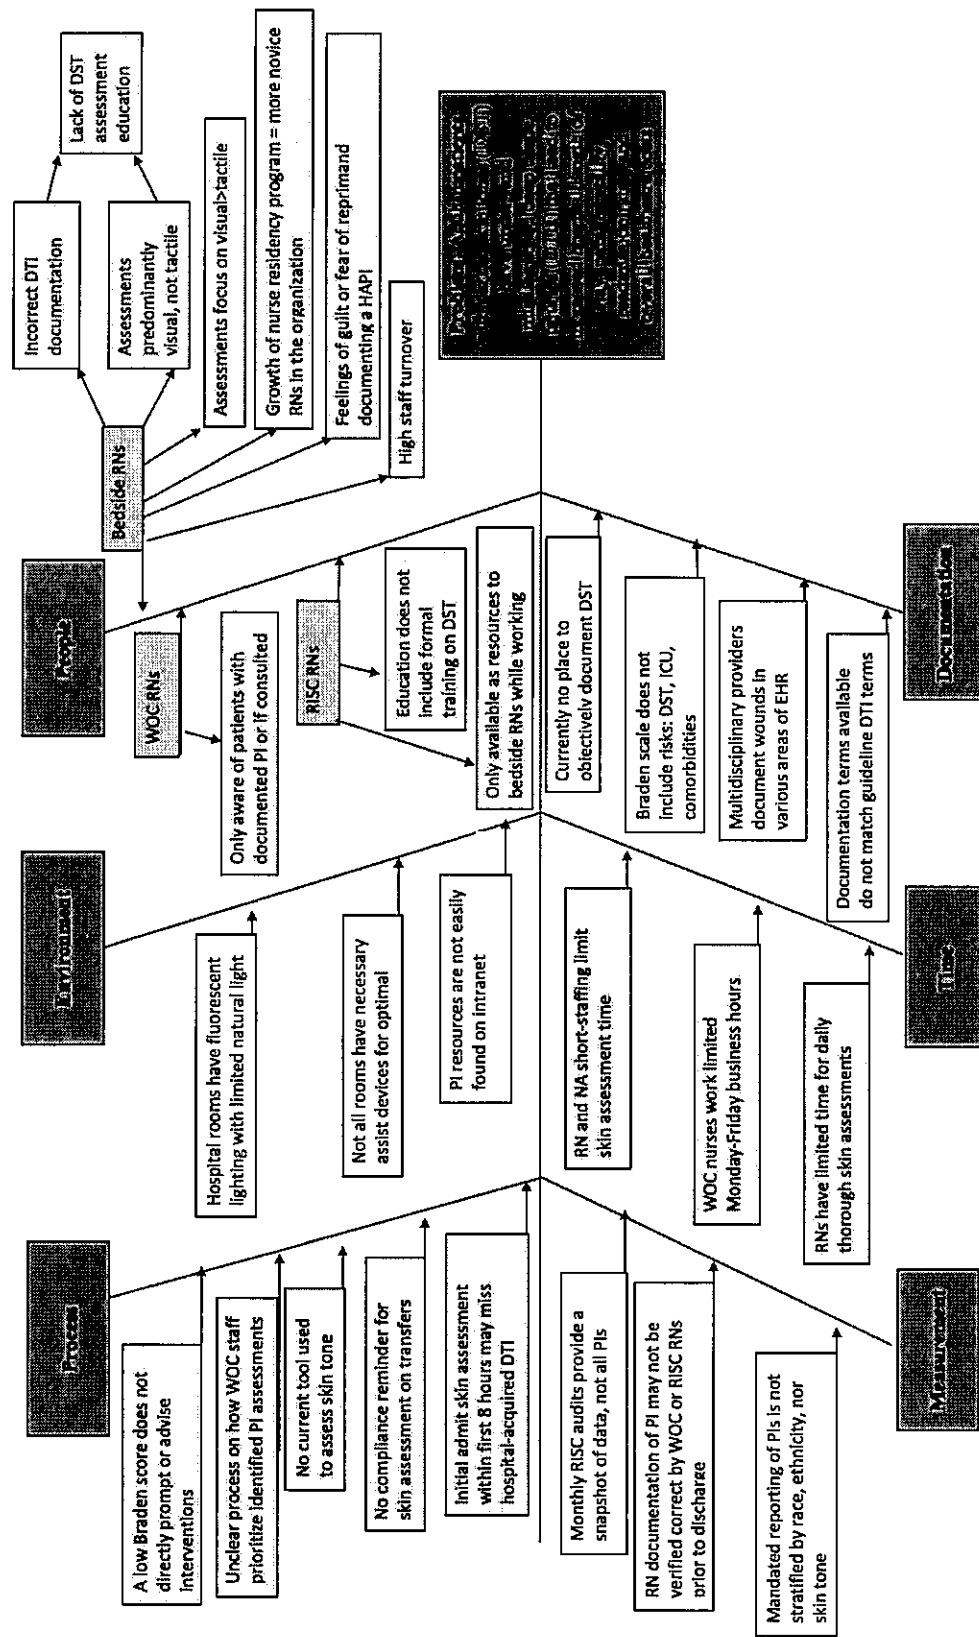 Process
A low Braden score does not
directly prompt or advise
interventions
Unclear process on how WOC staff
prioritize identified PI assessments
No current tool used
to assess skin tone
No compliance reminder for
skin assessment on transfers
Initial admit skin assessment
within first 8 hours may miss
hospital-acquired DTI
Environment
Hospital rooms have fluorescent
lighting with limited natural light
Not all rooms have necessary
assist devices for optimal
PI resources are not easily
found on intranet
People
WOC RNs
Only aware of patients with
documented PI or if consulted
RISC RNs
Education does not
include formal
training on DST
Only available as resources to
bedside RNs while working
Bedside RNs
Incorrect DTI
documentation
Assessments
predominantly
visual, not tactile
Lack of DST
assessment
education
Assessments focus on visual>tactile
Growth of nurse residency program = more novice
RNs in the organization
Feelings of guilt or fear of reprimand
documenting a HAPI
High staff turnover
Monthly RISC audits provide a
snapshot of data, not all PIs
RN documentation of PI may not be
verified correct by WOC or RISC RNs
prior to discharge
Mandated reporting of PIs is not
stratified by race, ethnicity, nor
skin tone
Measurement
RN and NA short-staffing limit
skin assessment time
WOC nurses work limited
Monday-Friday business hours
RNs have limited time for daily
thorough skin assessments
Time
Currently no place to
objectively document DST
Braden scale does not
include risks: DST, ICU,
comorbidities
Multidisciplinary providers
document wounds in
various areas of EHR
Documentation terms available
do not match guideline DTI terms
Documentation